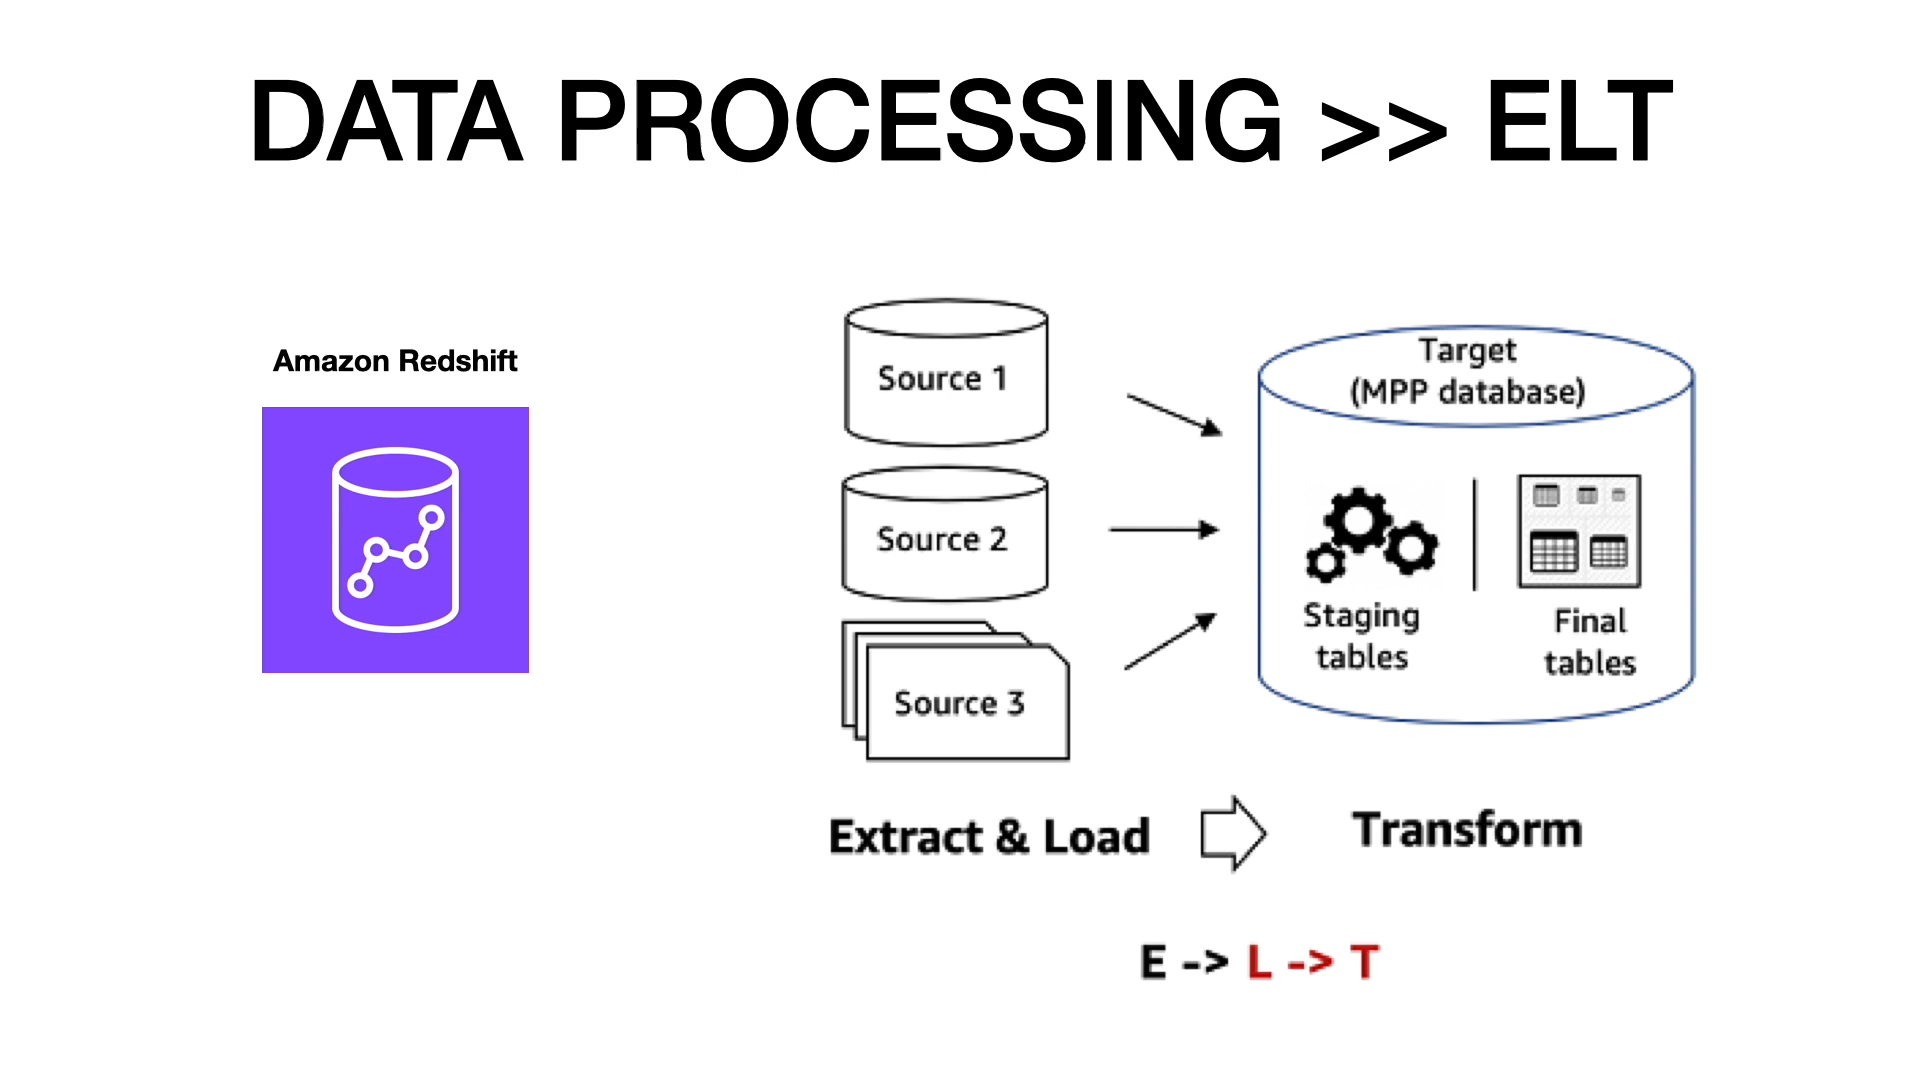 DATA PROCESSING >> ELT
Amazon Redshift
Source 1
Source 2
Source 3
Target
(MPP database)
Staging
tables
Final
tables
Extract & Load
Transform
E -> L -> T